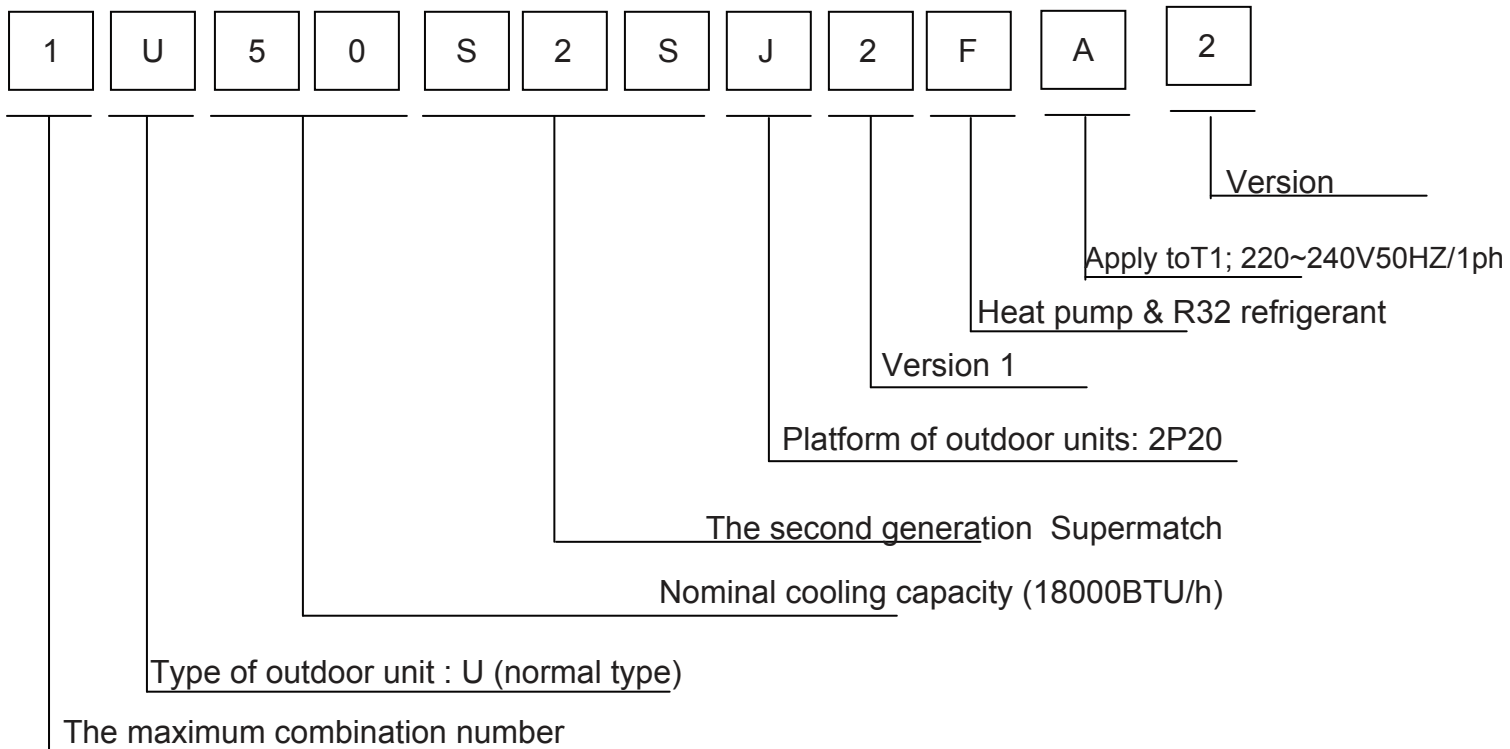 1 U 5 0 S 2 S J 2 F A 2
Version
Apply toT1; 220~240V50HZ/1ph
Heat pump & R32 refrigerant
Version 1
Platform of outdoor units: 2P20
The second generation Supermatch
Nominal cooling capacity (18000BTU/h)
Type of outdoor unit : U (normal type)
The maximum combination number